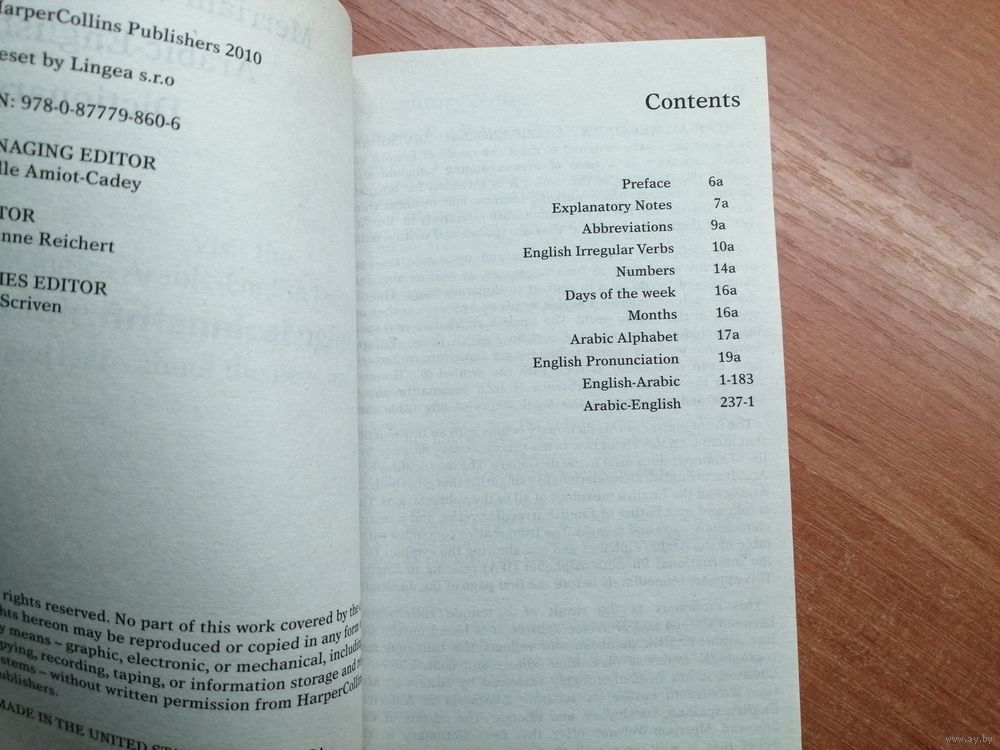 HarperCollins Publishers 2010
eset by Lingea s.r.o
N: 978-0-87779-860-6
NAGING EDITOR
lle Amiot-Cadey
TOR
nne Reichert
IES EDITOR
Scriven
rights reserved. No part of this work covered by the
hts hereon may be reproduced or copied in any form
y means – graphic, electronic, or mechanical, including
pying, recording, taping, or information storage and
stems – without written permission from HarperCollins
ublishers.
MADE IN THE UNITED
Contents
Preface 6a
Explanatory Notes 7a
Abbreviations 9a
English Irregular Verbs 10a
Numbers 14a
Days of the week 16a
Months 16a
Arabic Alphabet 17a
English Pronunciation 19a
English-Arabic 1-183
Arabic-English 237-1
www.ay.by